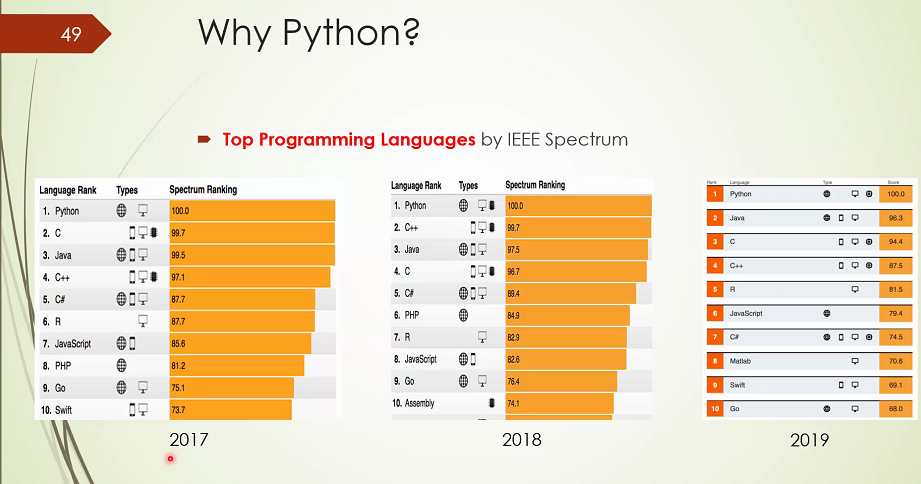 49
Why Python?
Top Programming Languages by IEEE Spectrum
Language Rank Types Spectrum Ranking
1. Python 100.0
2. C 99.7
3. Java 99.5
4. C++ 97.1
5. C# 87.7
6. R 87.7
7. JavaScript 85.6
8. PHP 81.2
9. Go 75.1
10. Swift 73.7
2017
Language Rank Types Spectrum Ranking
1. Python 100.0
2. C++ 99.7
3. Java 97.5
4. C 96.7
5. C# 89.4
6. PHP 84.9
7. R 82.9
8. JavaScript 82.6
9. Go 76.4
10. Assembly 74.1
2018
Rank Language Type Score
1 Python 100.0
2 Java 96.3
3 C 94.4
4 C++ 87.5
5 R 81.5
6 JavaScript 79.4
7 C# 74.5
8 Matlab 70.6
9 Swift 69.1
10 Go 68.0
2019